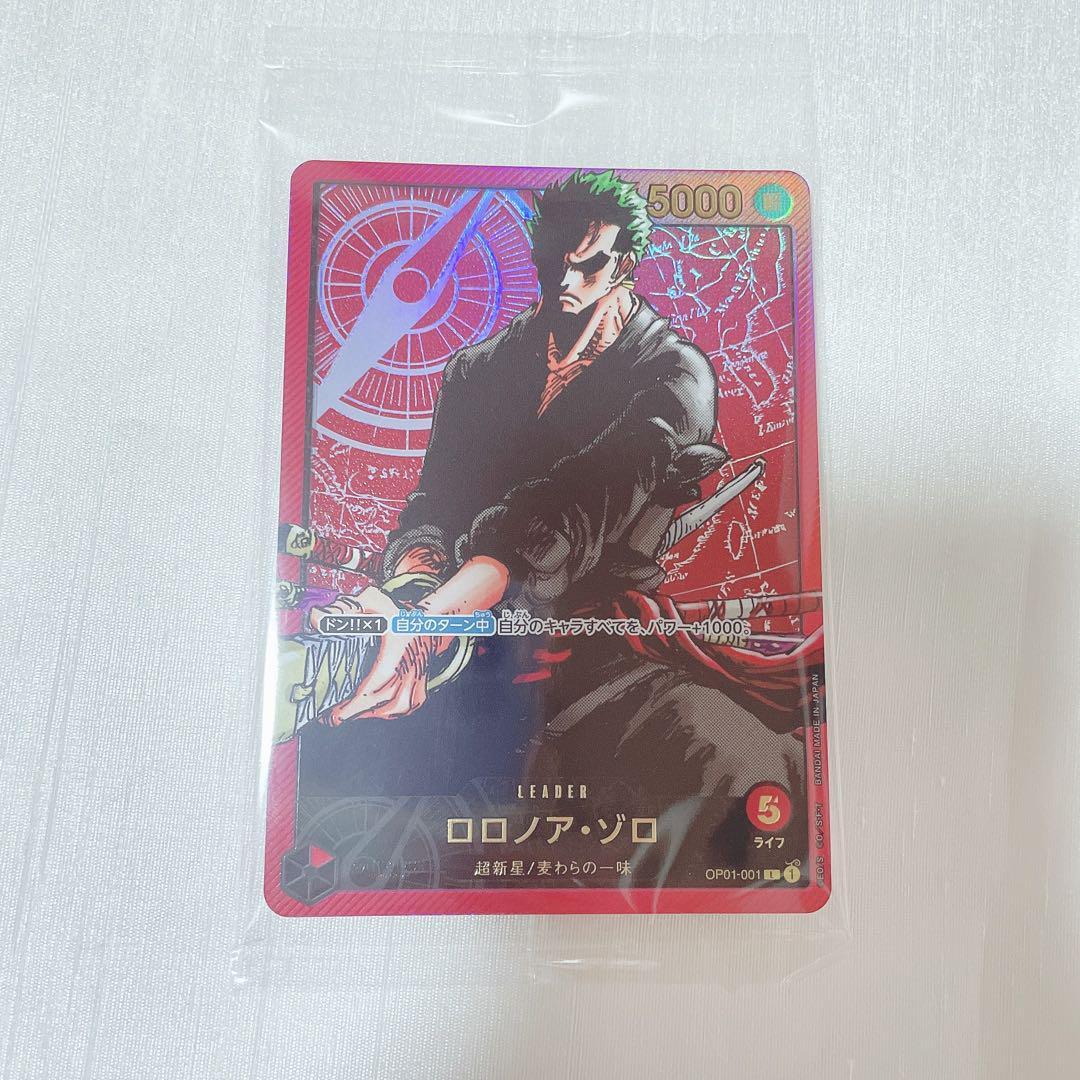 5000 斬
ドン!!×1 自分のターン中 自分のキャラすべてを、パワー+1000。
LEADER
ロロノア・ゾロ
超新星/麦わらの一味
5
ライフ
OP01-001 L 1
BANDAI MADE IN JAPAN